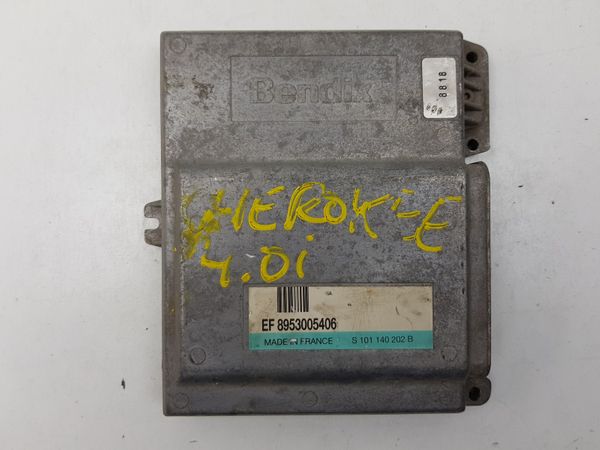 Bendix
8818
CHEROKEE
4.0i
EF 8953005406
MADE IN FRANCE S 101 140 202 B